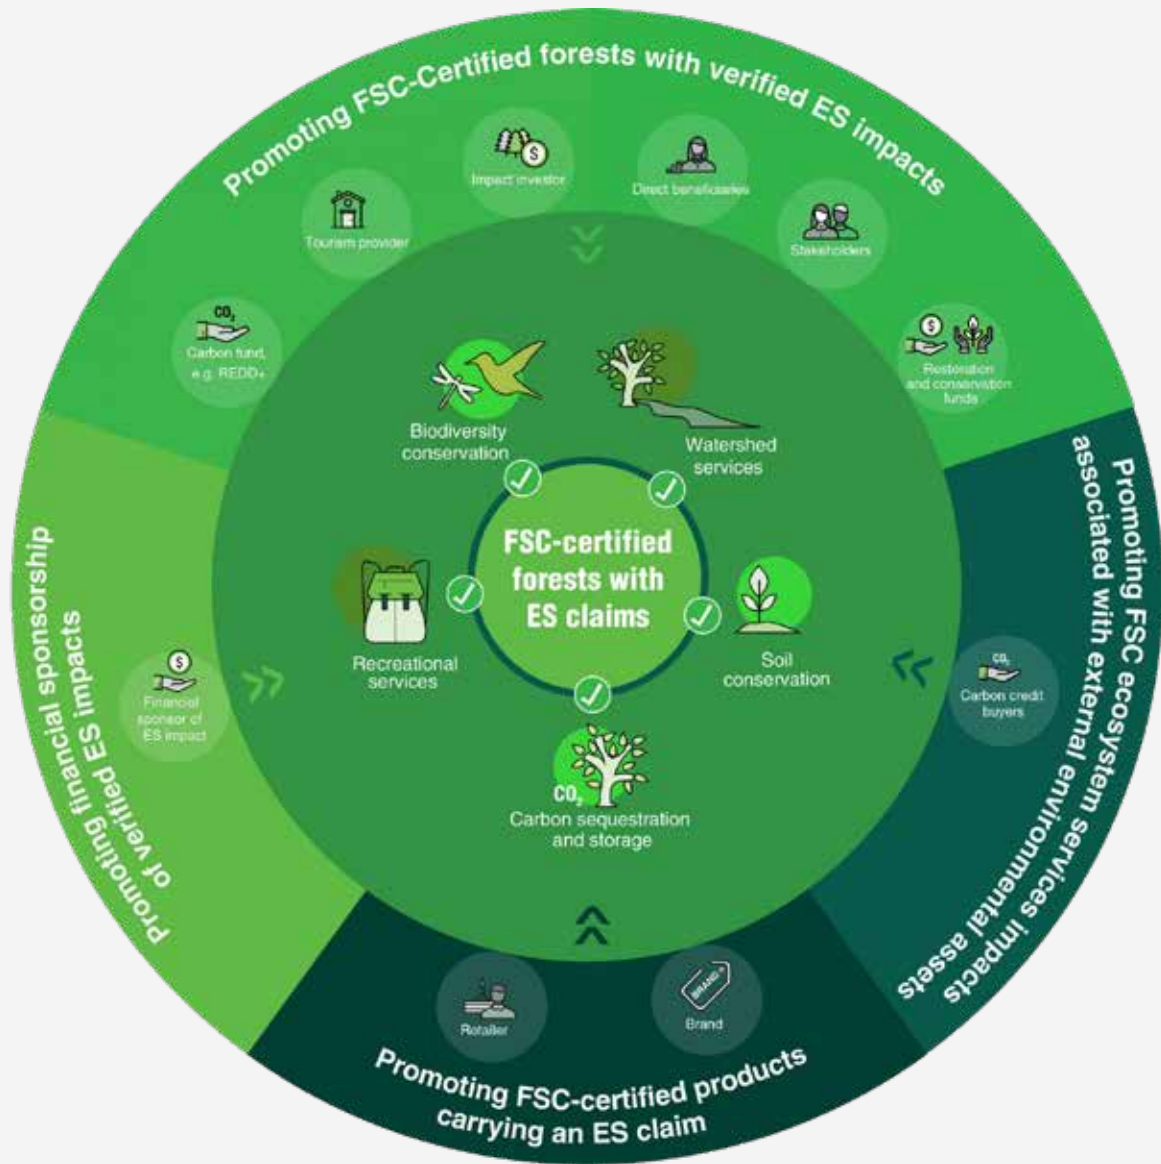 Promoting FSC-Certified forests with verified ES impacts
Impact investor
Direct beneficiaries
Tourism provider
Stakeholders
CO₂
Carbon fund,
e.g. REDD+
Restoration
and conservation
funds
Biodiversity
conservation
Watershed
services
FSC-certified
forests with
ES claims
Recreational
services
Soil
conservation
CO₂
Carbon sequestration
and storage
Promoting financial sponsorship
of verified ES impacts
$
Financial
sponsor of
ES impact
Promoting FSC ecosystem services impacts
associated with external environmental assets
CO₂
Carbon credit
buyers
Retailer
BRAND
Brand
Promoting FSC-certified products
carrying an ES claim